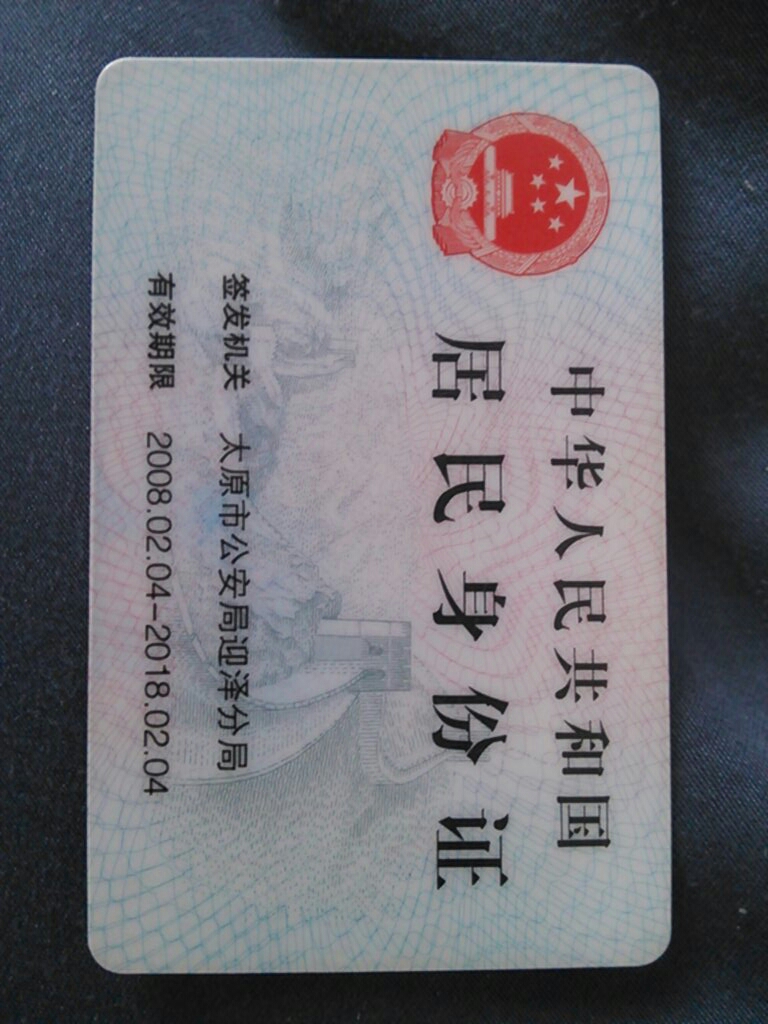 中华人民共和国
居民身份证
签发机关 太原市公安局迎泽分局
有效期限 2008.02.04-2018.02.04